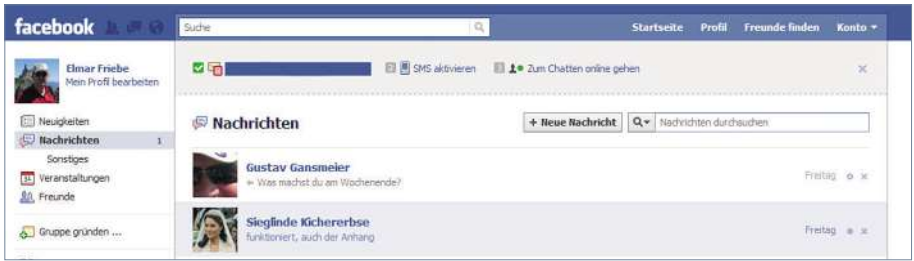 facebook
Suche
Startseite Profil Freunde finden Konto
Elmar Friebe
Mein Profil bearbeiten
SMS aktivieren
Zum Chatten online gehen
Neuigkeiten
Nachrichten 1
Sonstiges
Veranstaltungen
Freunde
Gruppe gründen ...
Nachrichten
+ Neue Nachricht
Nachrichten durchsuchen
Gustav Gansmeier
Was machst du am Wochenende?
Freitag
Sieglinde Kichererbse
funktioniert, auch der Anhang
Freitag